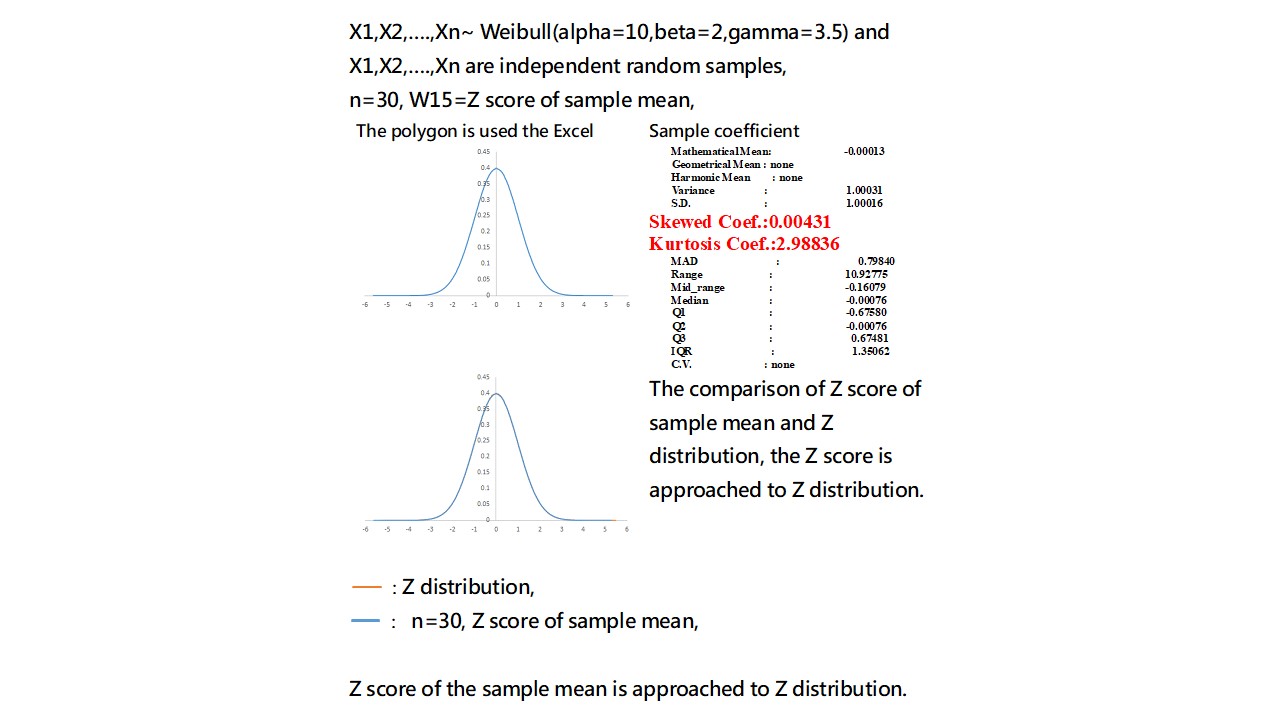 X1,X2,....,Xn~ Weibull(alpha=10,beta=2,gamma=3.5) and
X1,X2,....,Xn are independent random samples,
n=30, W15=Z score of sample mean,
The polygon is used the Excel
0.45
0.4
0.35
0.3
0.25
0.2
0.15
0.1
0.05
0
-6 -5 -4 -3 -2 -1 0 1 2 3 4 5 6
Sample coefficient
Mathematical Mean: -0.00013
Geometrical Mean : none
Harmonic Mean : none
Variance : 1.00031
S.D. : 1.00016
Skewed Coef.:0.00431
Kurtosis Coef.:2.98836
MAD : 0.79840
Range : 10.92775
Mid_range : -0.16079
Median : -0.00076
Q1 : -0.67580
Q2 : -0.00076
Q3 : 0.67481
IQR : 1.35062
C.V. : none
0.45
0.4
0.35
0.3
0.25
0.2
0.15
0.1
0.05
0
-6 -5 -4 -3 -2 -1 0 1 2 3 4 5 6
The comparison of Z score of
sample mean and Z
distribution, the Z score is
approached to Z distribution.
: Z distribution,
: n=30, Z score of sample mean,
Z score of the sample mean is approached to Z distribution.